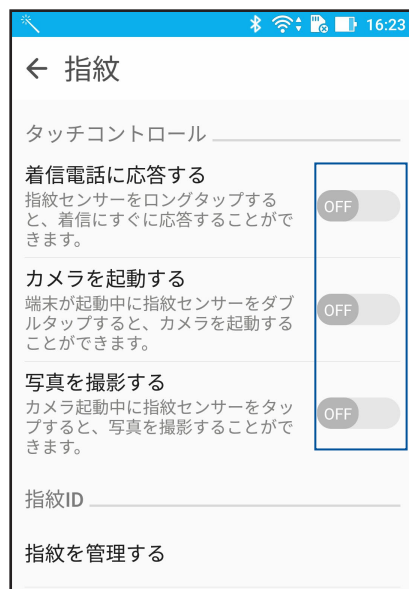 16:23
← 指紋
タッチコントロール
着信電話に応答する
指紋センサーをロングタップする
と、着信にすぐに応答することがで
きます。
OFF
カメラを起動する
端末が起動中に指紋センサーをダブ
ルタップすると、カメラを起動する
ことができます。
OFF
写真を撮影する
カメラ起動中に指紋センサーをタッ
プすると、写真を撮影することがで
きます。
OFF
指紋ID
指紋を管理する